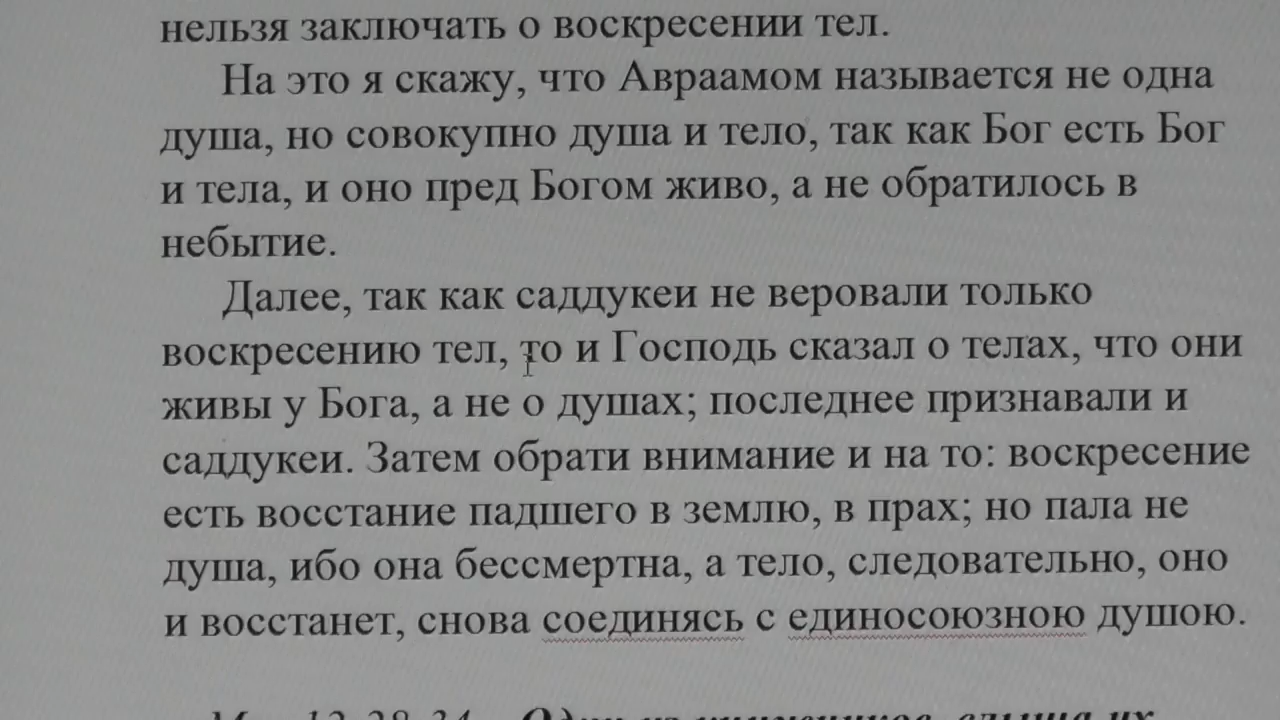 нельзя заключать о воскресении тел.
На это я скажу, что Авраамом называется не одна
душа, но совокупно душа и тело, так как Бог есть Бог
и тела, и оно пред Богом живо, а не обратилось в
небытие.
Далее, так как саддукеи не веровали только
воскресению тел, то и Господь сказал о телах, что они
живы у Бога, а не о душах; последнее признавали и
саддукеи. Затем обрати внимание и на то: воскресение
есть восстание падшего в землю, в прах; но пала не
душа, ибо она бессмертна, а тело, следовательно, оно
и восстанет, снова соединясь с единосоюзною душою.